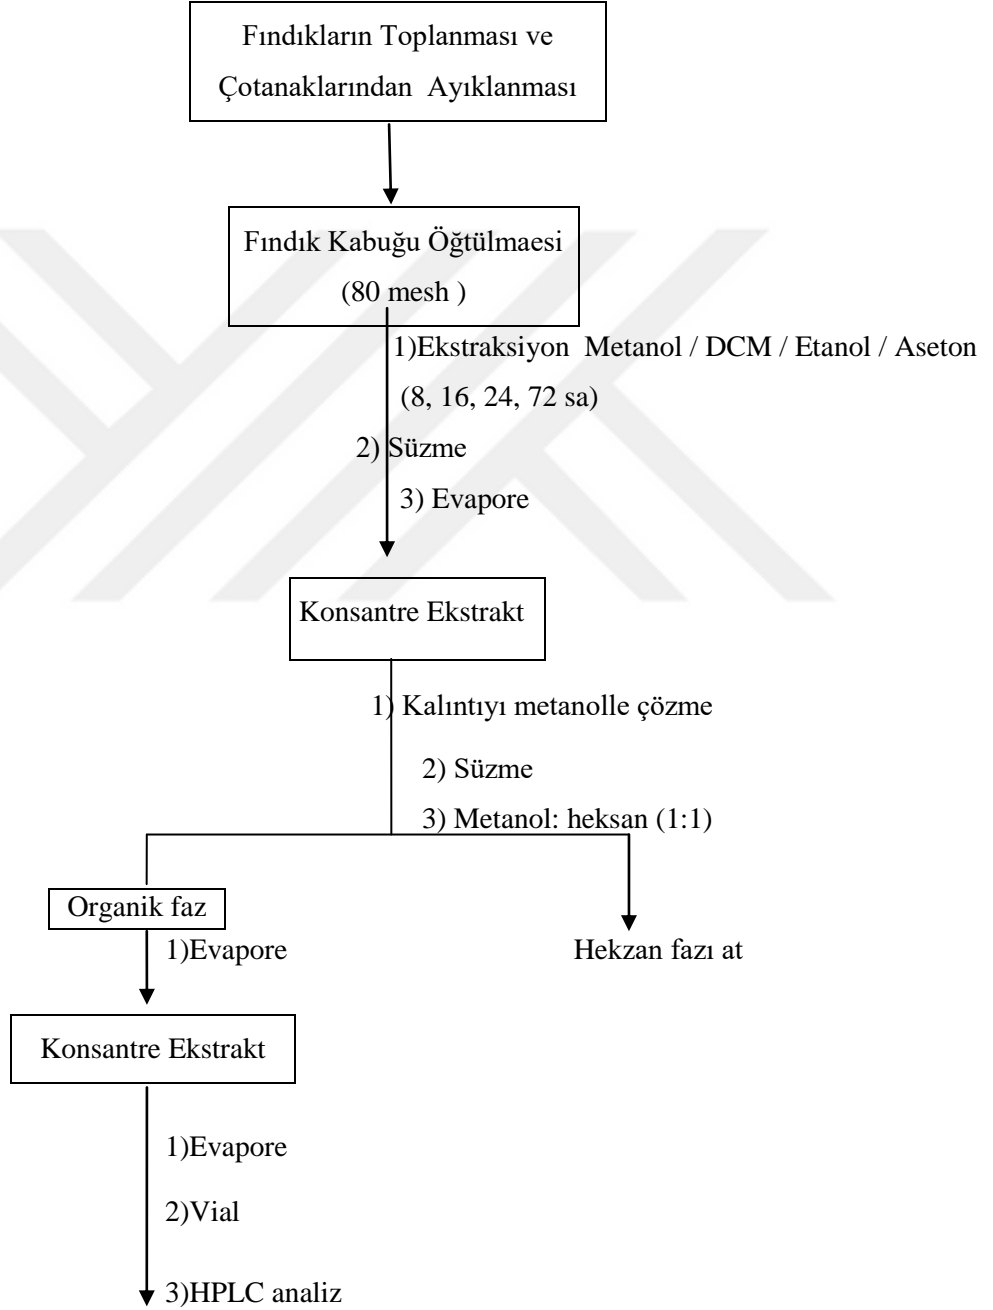 Fındıkların Toplanması ve
Çotanaklarından Ayıklanması
Fındık Kabuğu Öğtülmaesi
(80 mesh )
1)Ekstraksiyon Metanol / DCM / Etanol / Aseton
(8, 16, 24, 72 sa)
2) Süzme
3) Evapore
Konsantre Ekstrakt
1) Kalıntıyı metanolle çözme
2) Süzme
3) Metanol: heksan (1:1)
Organik faz
1)Evapore
Hekzan fazı at
Konsantre Ekstrakt
1)Evapore
2)Vial
3)HPLC analiz